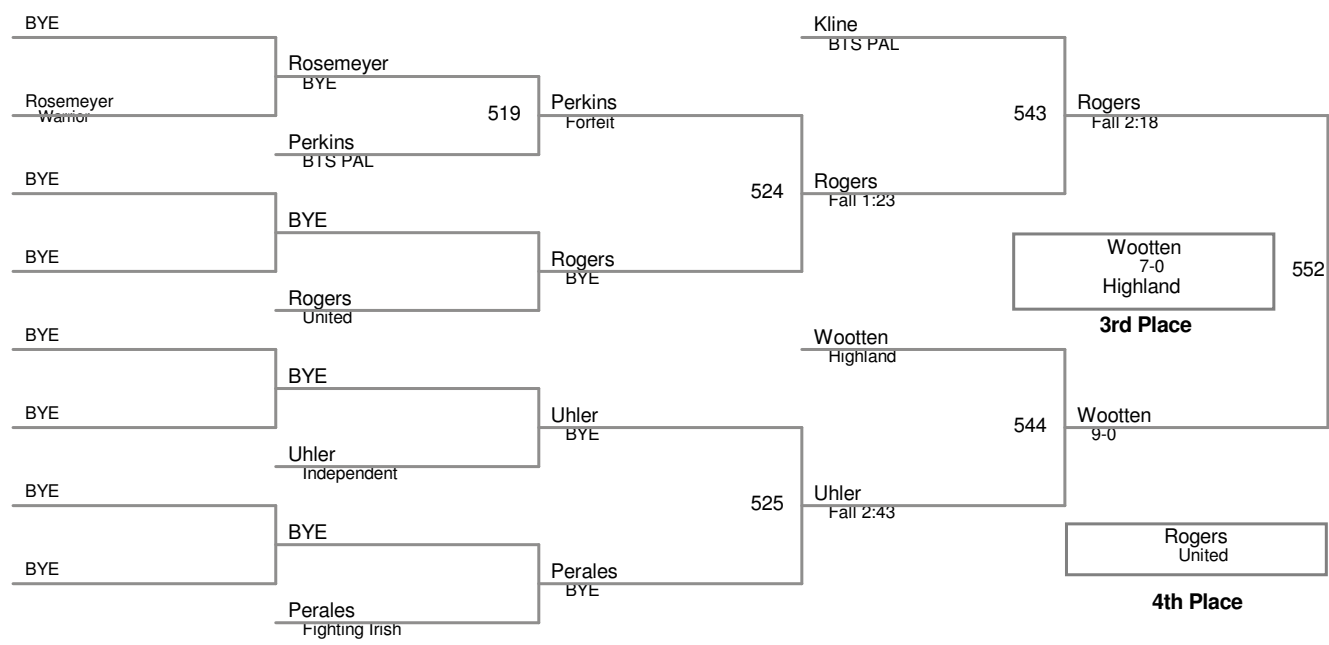 BYE
Rosemeyer
Warrior
BYE
BYE
BYE
BYE
BYE
BYE
Rosemeyer
BYE
519
Perkins
BTS PAL
BYE
Rogers
United
BYE
Uhler
Independent
BYE
Perales
Fighting Irish
Perkins
Forfeit
524
Rogers
BYE
Uhler
BYE
525
Perales
BYE
Kline
BTS PAL
543
Rogers
Fall 1:23
Wootten
Highland
544
Uhler
Fall 2:43
Rogers
Fall 2:18
Wootten
7-0
Highland
552
3rd Place
Wootten
9-0
Rogers
United
4th Place